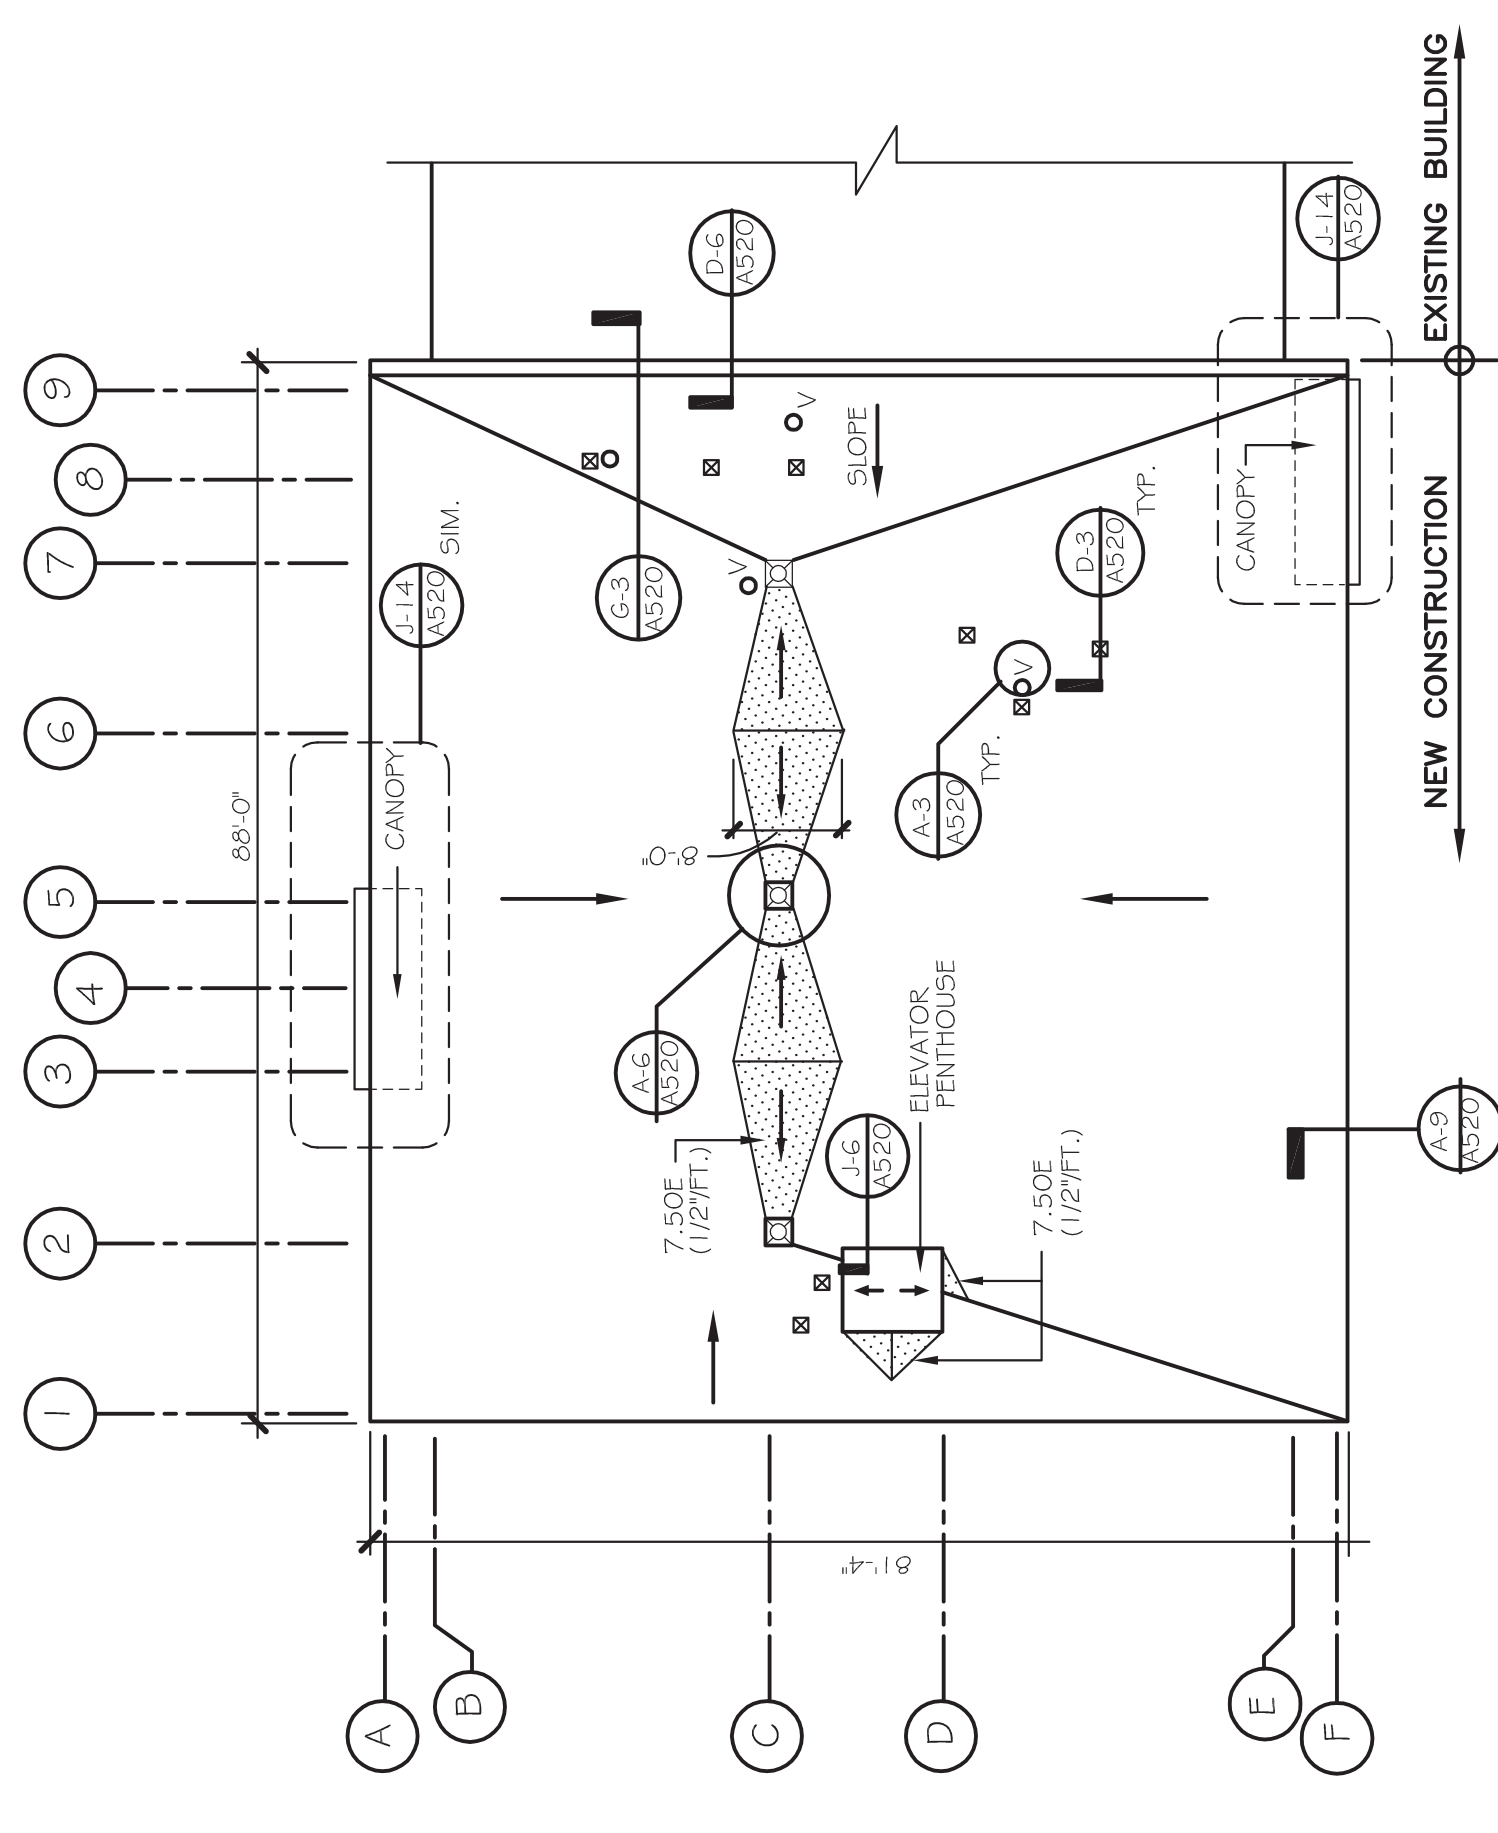 1
2
3
4
5
6
7
8
9
88'-0"
CANOPY
J-14
A520
SIM.
G-3
A520
D-6
A520
V
V
SLOPE
8'-0"
A-6
A520
7.50E
(1/2"/FT.)
J-6
A520
ELEVATOR
PENTHOUSE
7.50E
(1/2"/FT.)
A-3
A520
TYP.
V
D-3
A520
TYP.
CANOPY
J-14
A520
A-9
A520
NEW CONSTRUCTION
EXISTING BUILDING
81'-4"
A
B
C
D
E
F